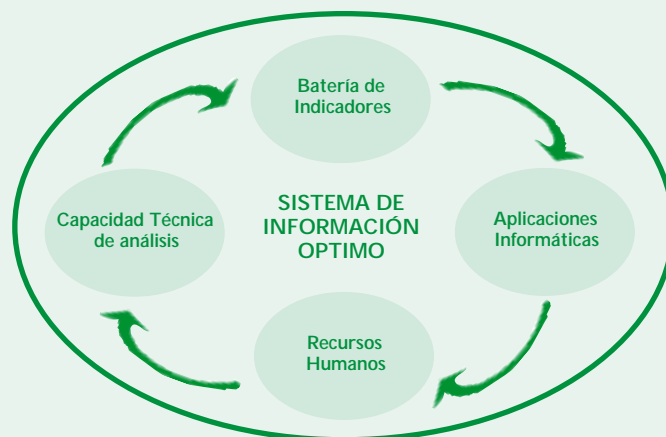 Batería de
Indicadores
Capacidad Técnica
de análisis
SISTEMA DE
INFORMACIÓN
OPTIMO
Aplicaciones
Informáticas
Recursos
Humanos